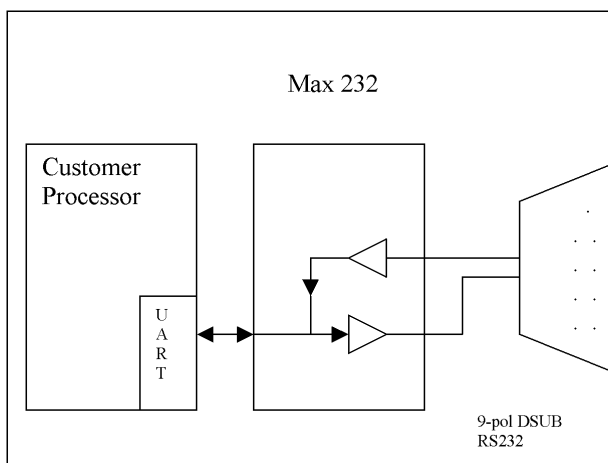 Max 232
Customer
Processor
U
A
R
T
9-pol DSUB
RS232